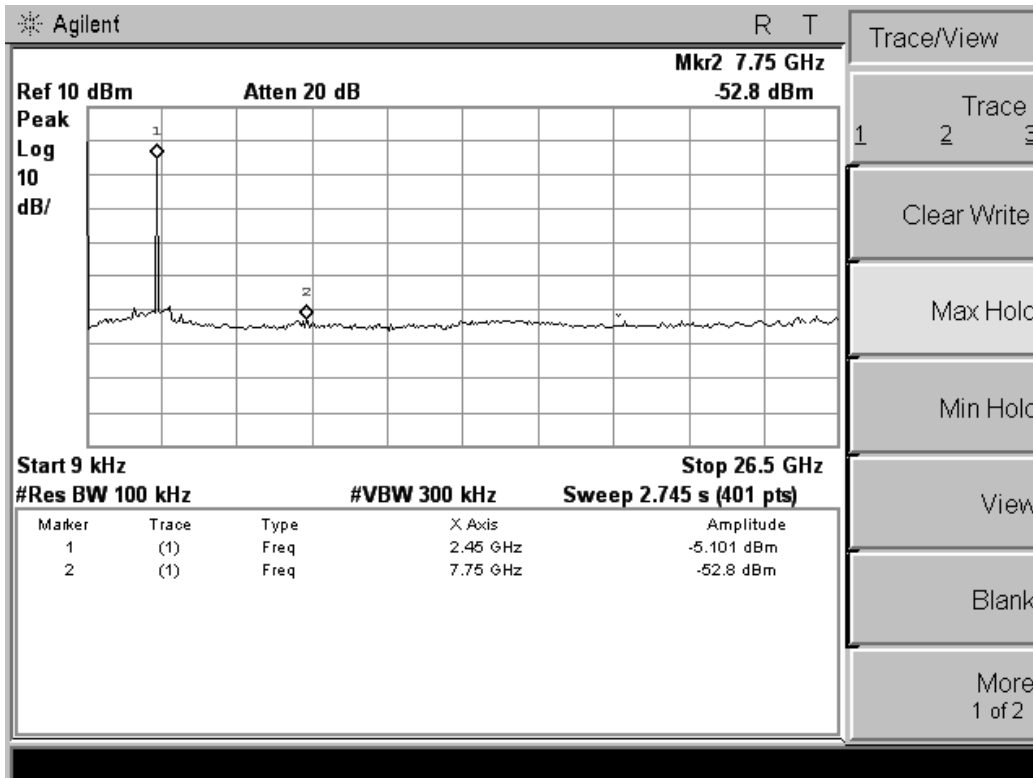 Agilent R T
Mkr2 7.75 GHz
Ref 10 dBm Atten 20 dB -52.8 dBm
Peak
Log
10
dB/
1
2
Start 9 kHz Stop 26.5 GHz
#Res BW 100 kHz #VBW 300 kHz Sweep 2.745 s (401 pts)
Marker Trace Type X Axis Amplitude
1 (1) Freq 2.45 GHz -5.101 dBm
2 (1) Freq 7.75 GHz -52.8 dBm
Trace/View
Trace
1 2 3
Clear Write
Max Hold
Min Hold
View
Blank
More
1 of 2